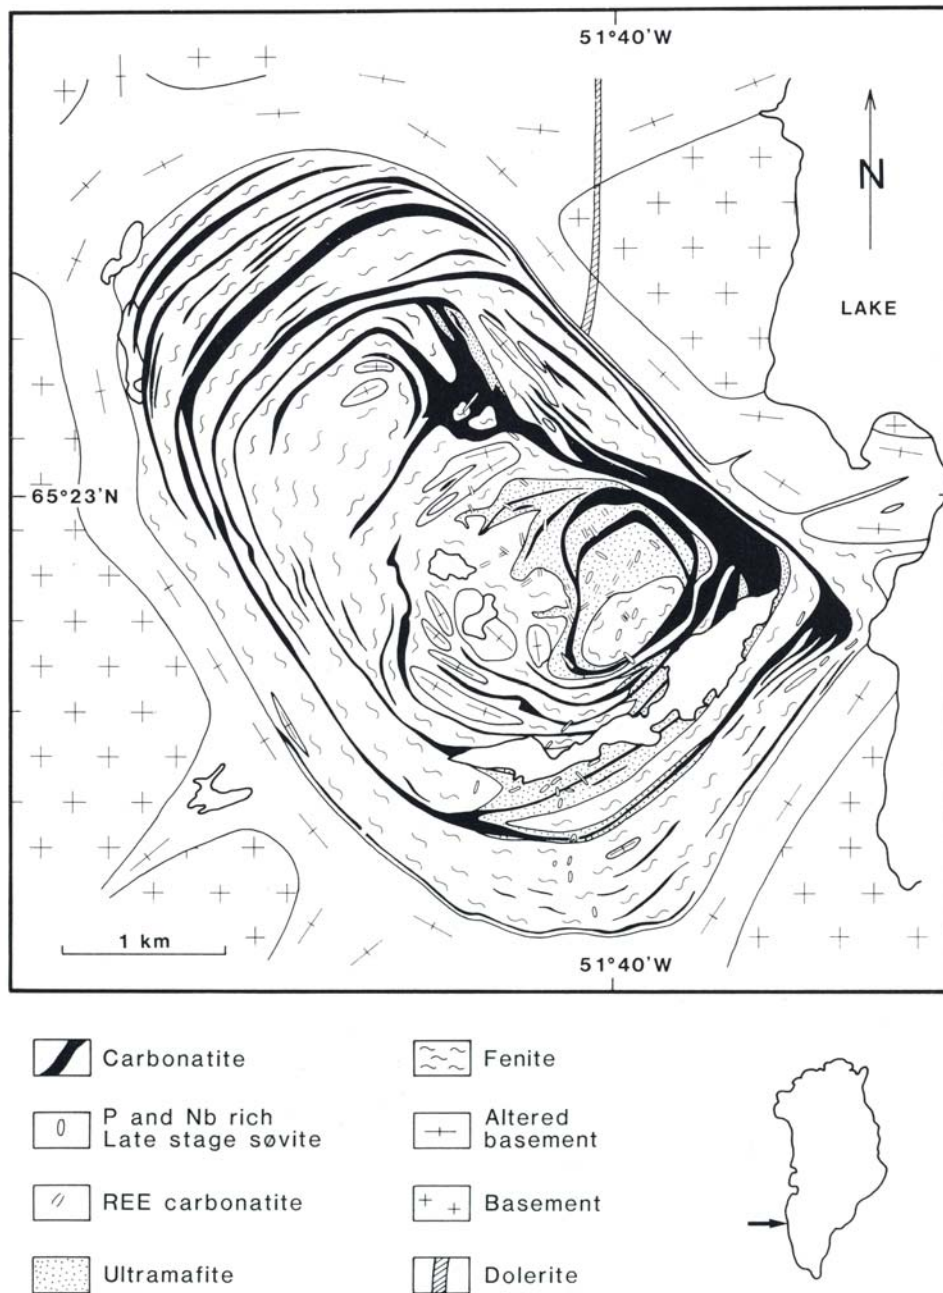 51°40'W
N
LAKE
65°23'N
1 km
51°40'W
Carbonatite
P and Nb rich
Late stage søvite
REE carbonatite
Ultramafite
Fenite
Altered
basement
Basement
Dolerite